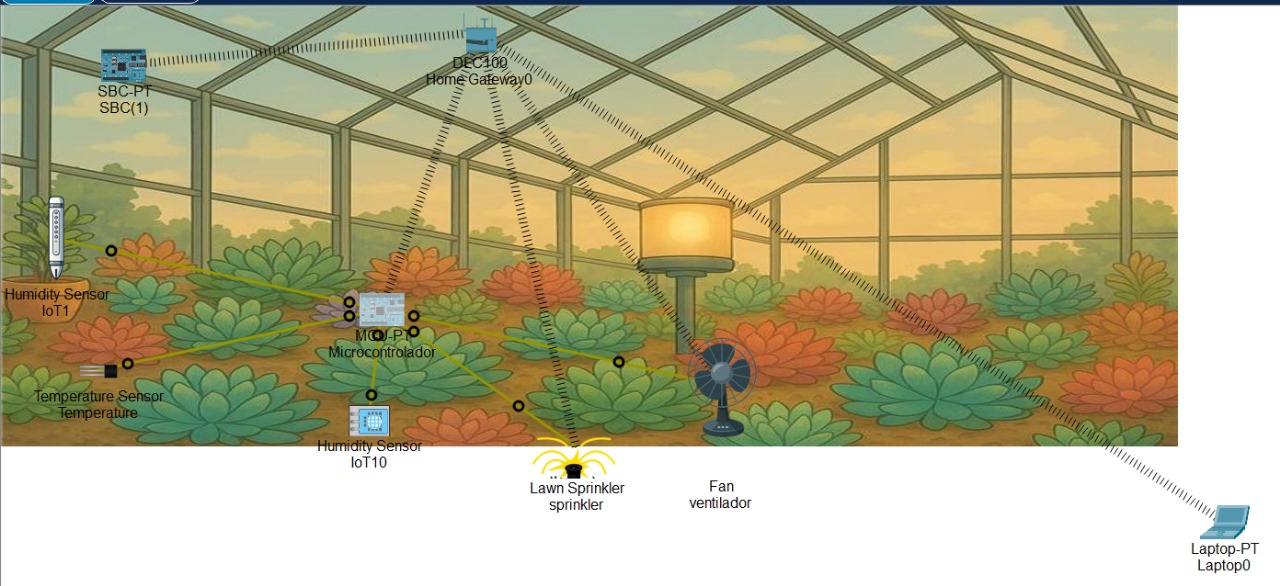 DLC100
Home Gateway0
SBC-PT
SBC(1)
Humidity Sensor
IoT1
MCU-PT
Microcontrolador
Temperature Sensor
Temperature
Humidity Sensor
IoT10
Lawn Sprinkler
sprinkler
Fan
ventilador
Laptop-PT
Laptop0